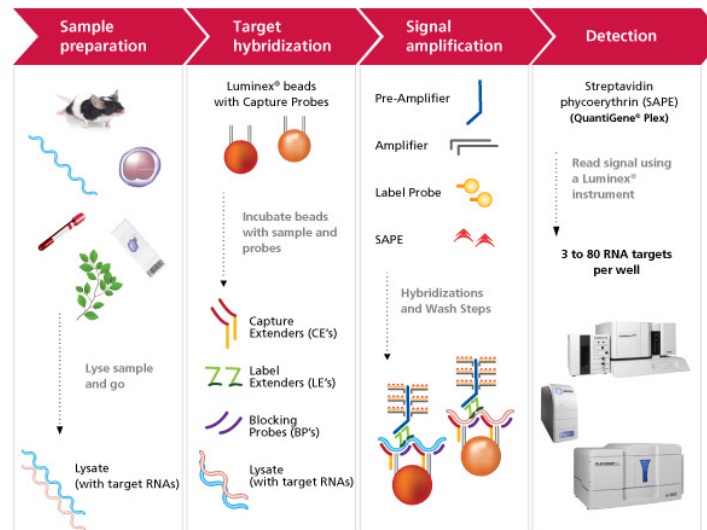 Sample
preparation
Target
hybridization
Signal
amplification
Detection
Lyse sample
and go
Lysate
(with target RNAs)
Luminex® beads
with Capture Probes
Incubate beads
with sample and
probes
Capture
Extenders (CE's)
Label
Extenders (LE's)
Blocking
Probes (BP's)
Lysate
(with target RNAs)
Pre-Amplifier
Amplifier
Label Probe
SAPE
Hybridizations
and Wash Steps
Streptavidin
phycoerythrin (SAPE)
(QuantiGene® Plex)
Read signal using
a Luminex®
instrument
3 to 80 RNA targets
per well